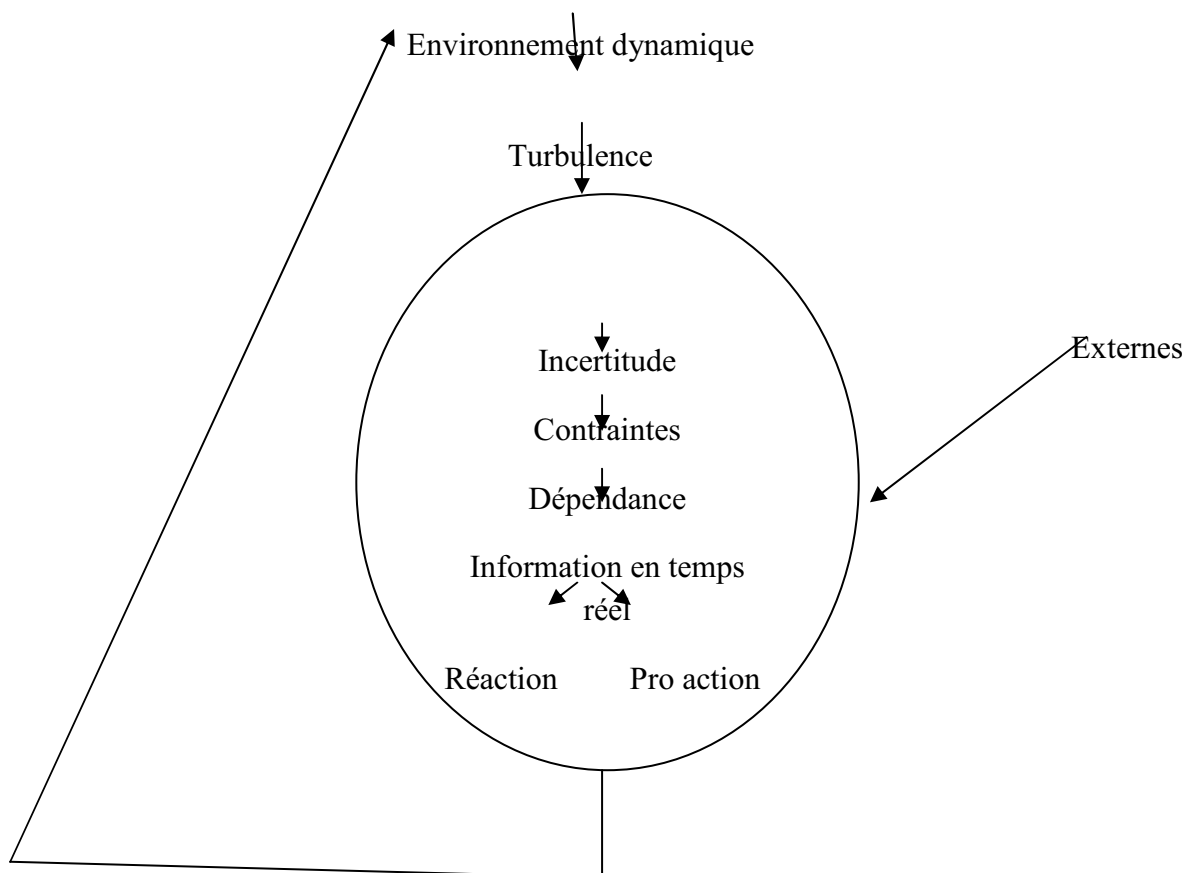 Environnement dynamique
Turbulence
Externes
Incertitude
Contraintes
Dépendance
Information en temps
réel
Réaction Pro action